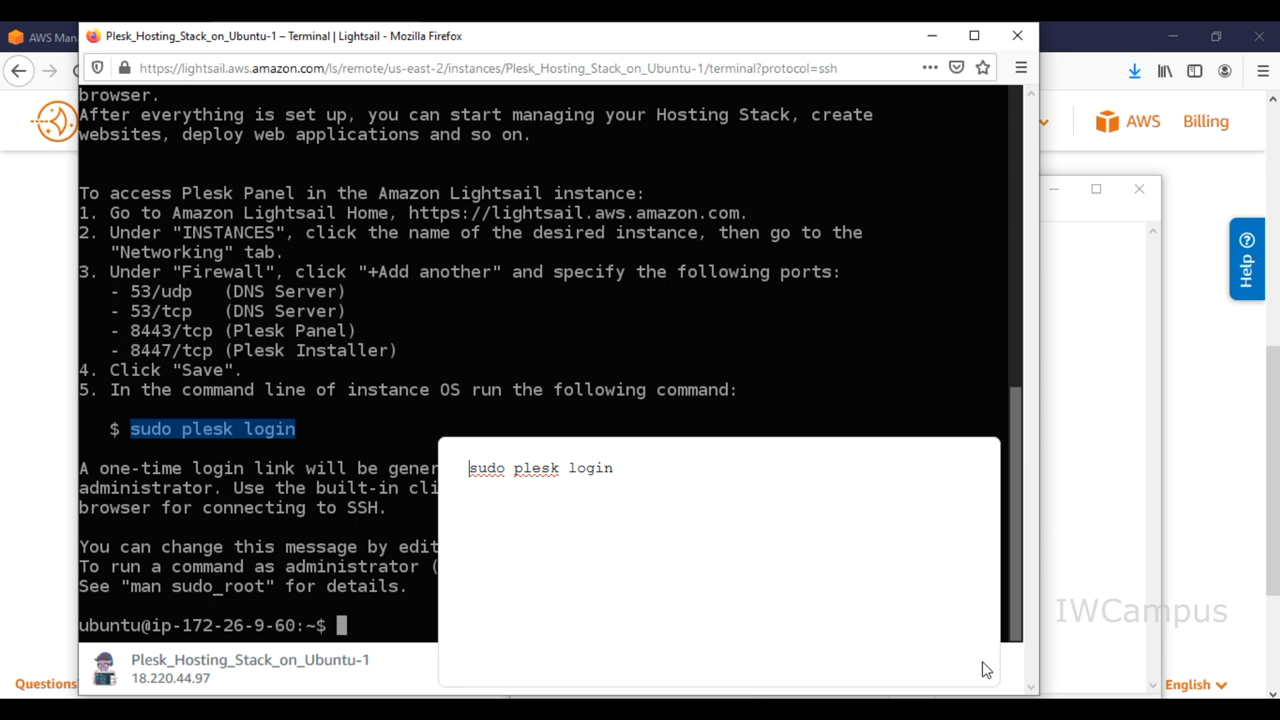 AWS Man
Plesk_Hosting_Stack_on_Ubuntu-1 – Terminal | Lightsail - Mozilla Firefox
https://lightsail.aws.amazon.com/ls/remote/us-east-2/instances/Plesk_Hosting_Stack_on_Ubuntu-1/terminal?protocol=ssh
AWS Billing
browser.
After everything is set up, you can start managing your Hosting Stack, create
websites, deploy web applications and so on.
To access Plesk Panel in the Amazon Lightsail instance:
1. Go to Amazon Lightsail Home, https://lightsail.aws.amazon.com.
2. Under "INSTANCES", click the name of the desired instance, then go to the
"Networking" tab.
3. Under "Firewall", click "+Add another" and specify the following ports:
- 53/udp (DNS Server)
- 53/tcp (DNS Server)
- 8443/tcp (Plesk Panel)
- 8447/tcp (Plesk Installer)
4. Click "Save".
5. In the command line of instance OS run the following command:
$ sudo plesk login
A one-time login link will be gener
administrator. Use the built-in cli
browser for connecting to SSH.
You can change this message by edit
To run a command as administrator (
See "man sudo_root" for details.
ubuntu@ip-172-26-9-60:~$
sudo plesk login
Plesk_Hosting_Stack_on_Ubuntu-1
18.220.44.97
Help
IWCampus
Questions
English